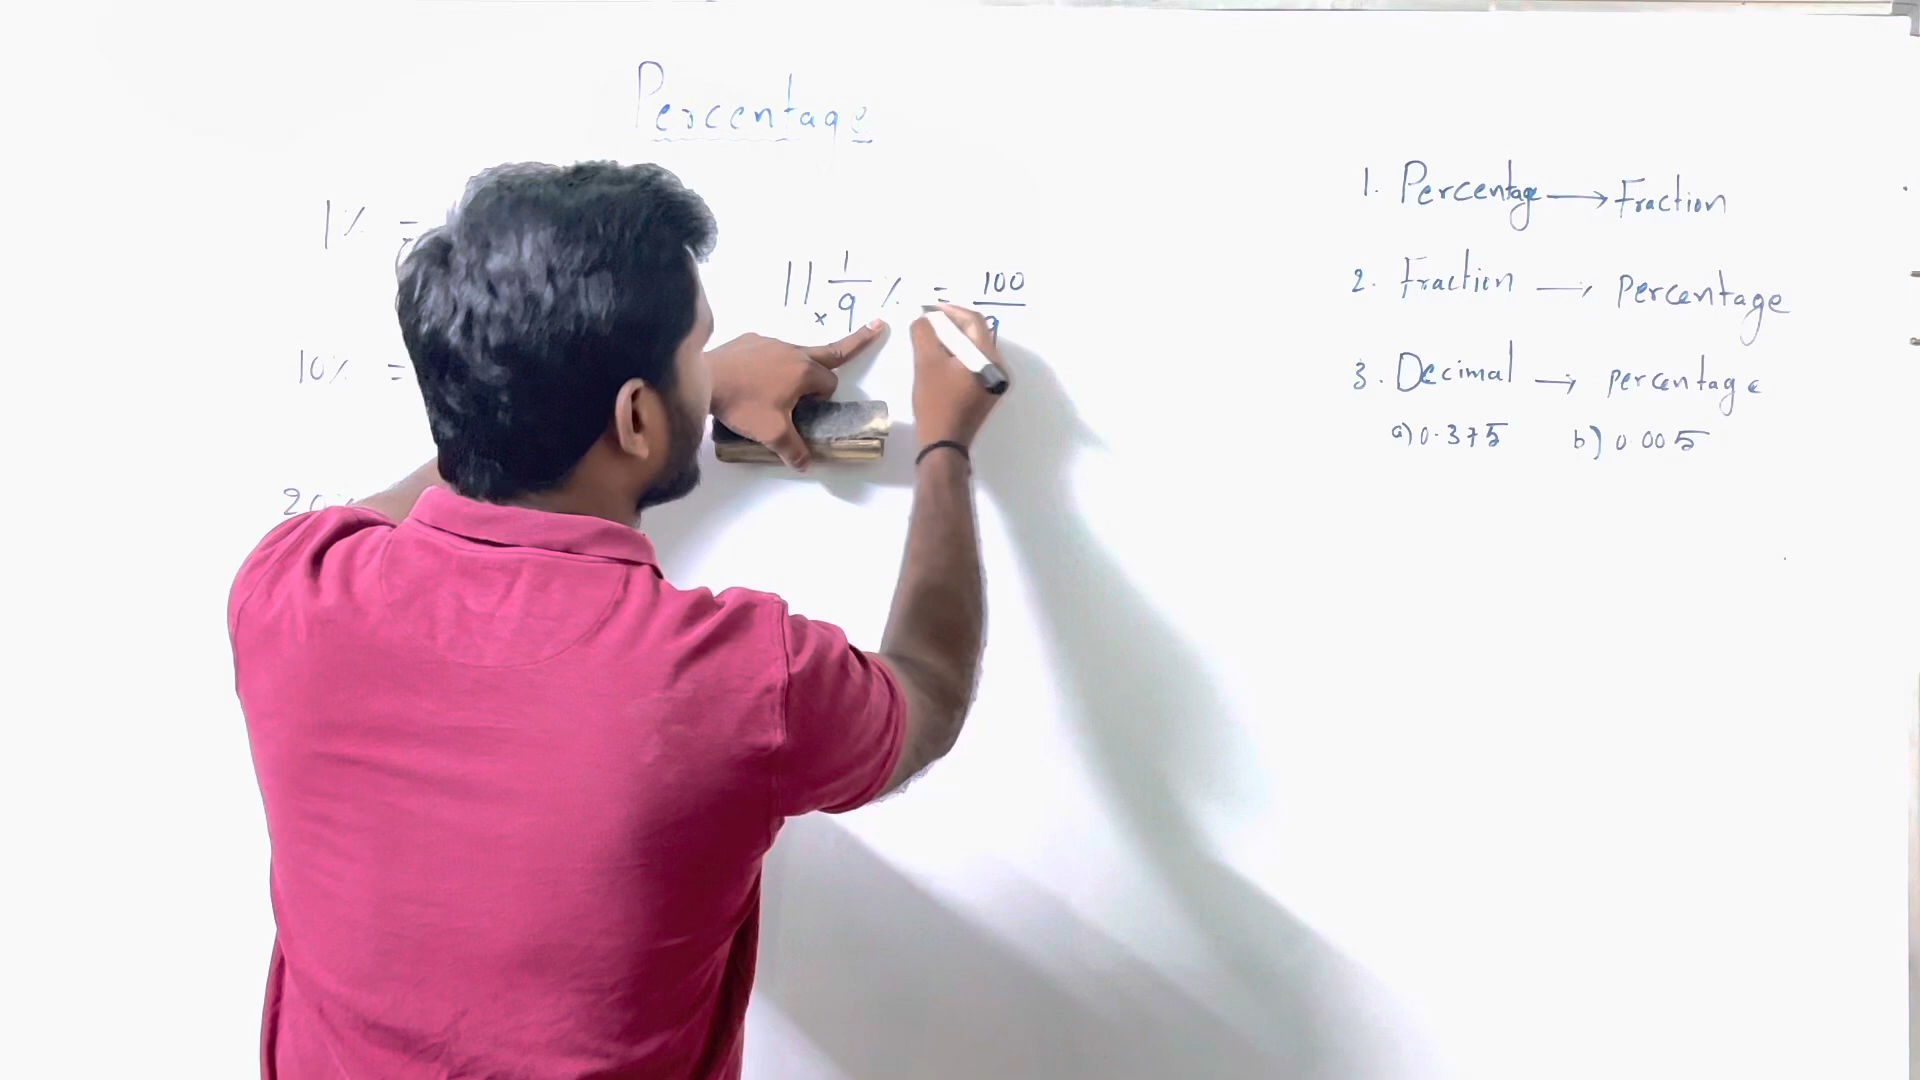 Percentage
1% =
10% =
20%
11 1/9 % = 100/9
×
1. Percentage → Fraction
2. Fraction → percentage
3. Decimal → percentage
a) 0.375 b) 0.005